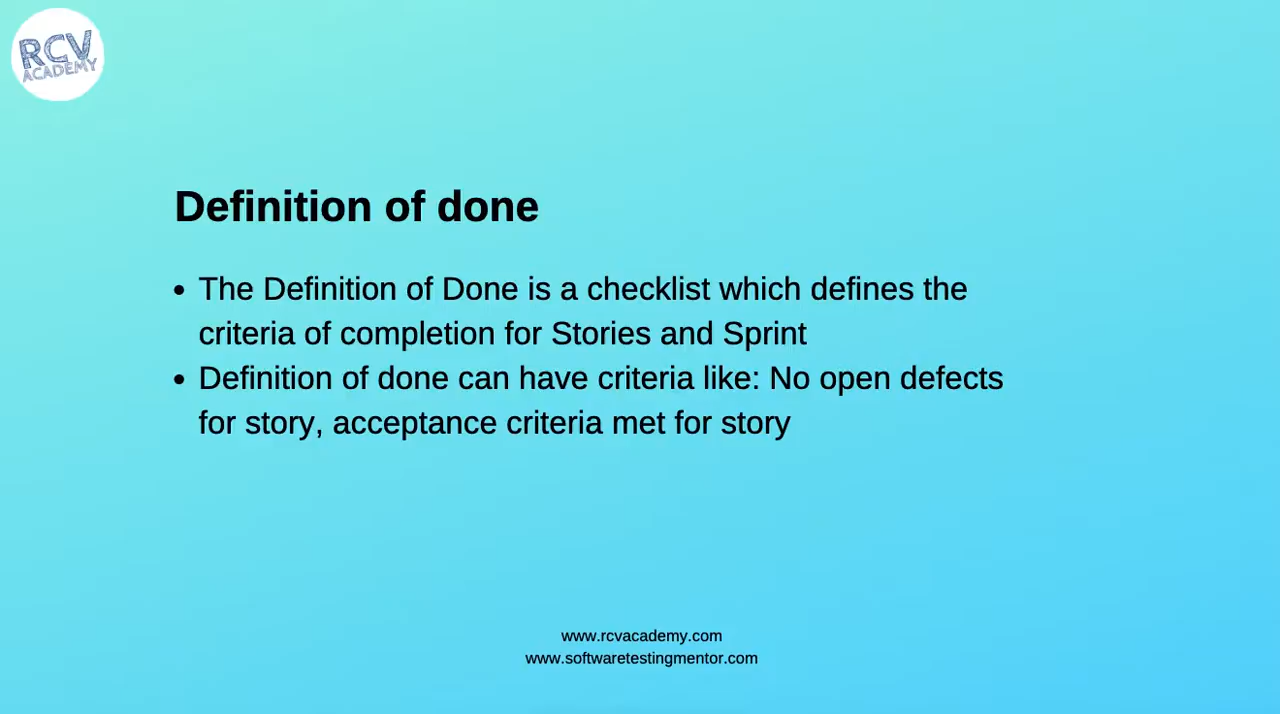 RCV
ACADEMY
Definition of done
• The Definition of Done is a checklist which defines the
criteria of completion for Stories and Sprint
• Definition of done can have criteria like: No open defects
for story, acceptance criteria met for story
www.rcvacademy.com
www.softwaretestingmentor.com